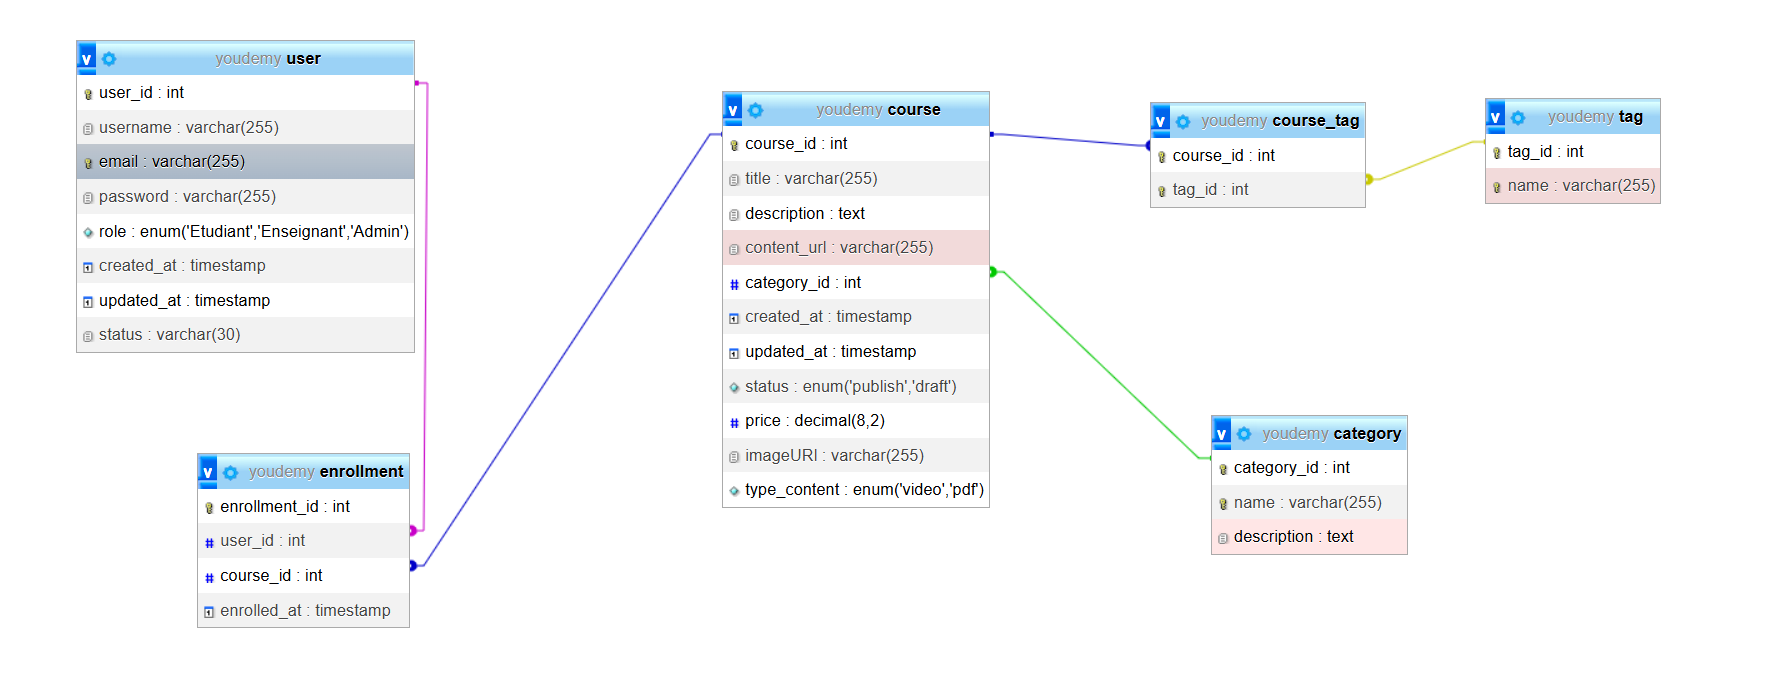 youdemy user
user_id : int
username : varchar(255)
email : varchar(255)
password : varchar(255)
role : enum('Etudiant','Enseignant','Admin')
created_at : timestamp
updated_at : timestamp
status : varchar(30)
youdemy enrollment
enrollment_id : int
user_id : int
course_id : int
enrolled_at : timestamp
youdemy course
course_id : int
title : varchar(255)
description : text
content_url : varchar(255)
category_id : int
created_at : timestamp
updated_at : timestamp
status : enum('publish','draft')
price : decimal(8,2)
imageURl : varchar(255)
type_content : enum('video','pdf')
youdemy course_tag
course_id : int
tag_id : int
youdemy tag
tag_id : int
name : varchar(255)
youdemy category
category_id : int
name : varchar(255)
description : text